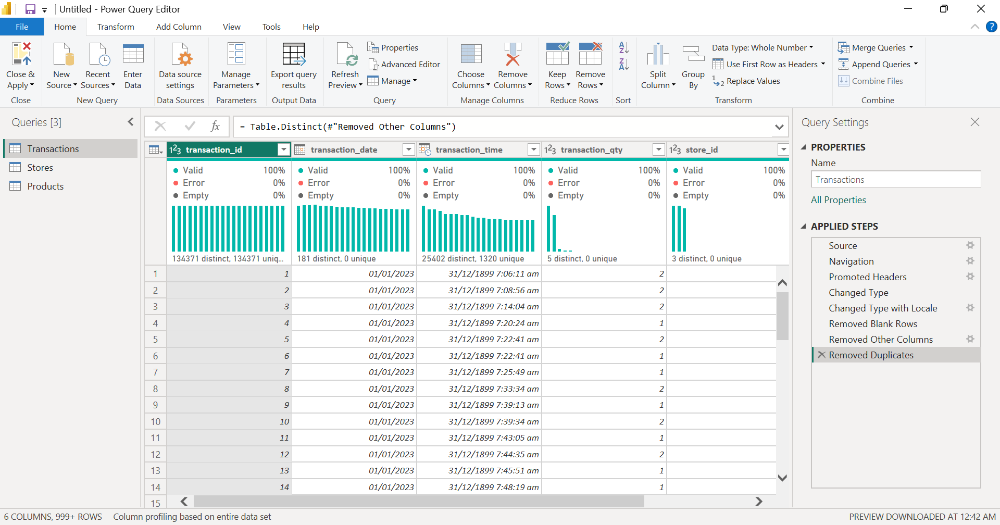 Untitled - Power Query Editor
File Home Transform Add Column View Tools Help
Close & Apply
Close
New Source
Recent Sources
Enter Data
New Query
Data source settings
Data Sources
Manage Parameters
Parameters
Export query results
Output Data
Refresh Preview
Properties
Advanced Editor
Manage
Query
Choose Columns
Remove Columns
Manage Columns
Keep Rows
Remove Rows
Reduce Rows
Sort
Split Column
Group By
Data Type: Whole Number
Use First Row as Headers
Replace Values
Transform
Merge Queries
Append Queries
Combine Files
Combine
Queries [3]
Transactions
Stores
Products
fx = Table.Distinct(#"Removed Other Columns")
transaction_id transaction_date transaction_time transaction_qty store_id
Valid 100% Valid 100% Valid 100% Valid 100% Valid 100%
Error 0% Error 0% Error 0% Error 0% Error 0%
Empty 0% Empty 0% Empty 0% Empty 0% Empty 0%
134371 distinct, 134371 uniq... 181 distinct, 0 unique 25402 distinct, 1320 unique 5 distinct, 0 unique 3 distinct, 0 unique
1 1 01/01/2023 31/12/1899 7:06:11 am 2
2 2 01/01/2023 31/12/1899 7:08:56 am 2
3 3 01/01/2023 31/12/1899 7:14:04 am 2
4 4 01/01/2023 31/12/1899 7:20:24 am 1
5 5 01/01/2023 31/12/1899 7:22:41 am 2
6 6 01/01/2023 31/12/1899 7:22:41 am 1
7 7 01/01/2023 31/12/1899 7:25:49 am 1
8 8 01/01/2023 31/12/1899 7:33:34 am 2
9 9 01/01/2023 31/12/1899 7:39:13 am 1
10 10 01/01/2023 31/12/1899 7:39:34 am 2
11 11 01/01/2023 31/12/1899 7:43:05 am 1
12 12 01/01/2023 31/12/1899 7:44:35 am 2
13 13 01/01/2023 31/12/1899 7:45:51 am 1
14 14 01/01/2023 31/12/1899 7:48:19 am 1
15
Query Settings
PROPERTIES
Name
Transactions
All Properties
APPLIED STEPS
Source
Navigation
Promoted Headers
Changed Type
Changed Type with Locale
Removed Blank Rows
Removed Other Columns
Removed Duplicates
6 COLUMNS, 999+ ROWS Column profiling based on entire data set PREVIEW DOWNLOADED AT 12:42 AM